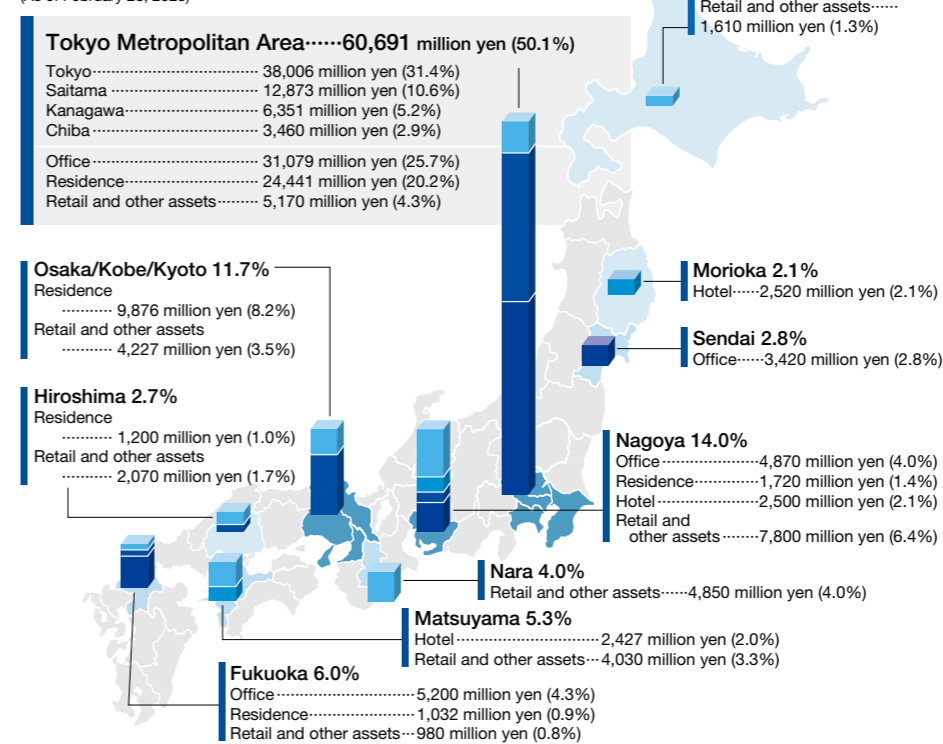 Retail and other assets······
1,610 million yen (1.3%)
Tokyo Metropolitan Area······60,691 million yen (50.1%)
Tokyo······ 38,006 million yen (31.4%)
Saitama······ 12,873 million yen (10.6%)
Kanagawa······ 6,351 million yen (5.2%)
Chiba······ 3,460 million yen (2.9%)
Office······ 31,079 million yen (25.7%)
Residence······ 24,441 million yen (20.2%)
Retail and other assets········· 5,170 million yen (4.3%)
Osaka/Kobe/Kyoto 11.7%
Residence
·········· 9,876 million yen (8.2%)
Retail and other assets
·········· 4,227 million yen (3.5%)
Morioka 2.1%
Hotel·····2,520 million yen (2.1%)
Sendai 2.8%
Office·····3,420 million yen (2.8%)
Hiroshima 2.7%
Residence
·········· 1,200 million yen (1.0%)
Retail and other assets
·········· 2,070 million yen (1.7%)
Nagoya 14.0%
Office······4,870 million yen (4.0%)
Residence······1,720 million yen (1.4%)
Hotel······2,500 million yen (2.1%)
Retail and
other assets ·······7,800 million yen (6.4%)
Nara 4.0%
Retail and other assets·····4,850 million yen (4.0%)
Matsuyama 5.3%
Hotel······2,427 million yen (2.0%)
Retail and other assets···4,030 million yen (3.3%)
Fukuoka 6.0%
Office······5,200 million yen (4.3%)
Residence······1,032 million yen (0.9%)
Retail and other assets···980 million yen (0.8%)